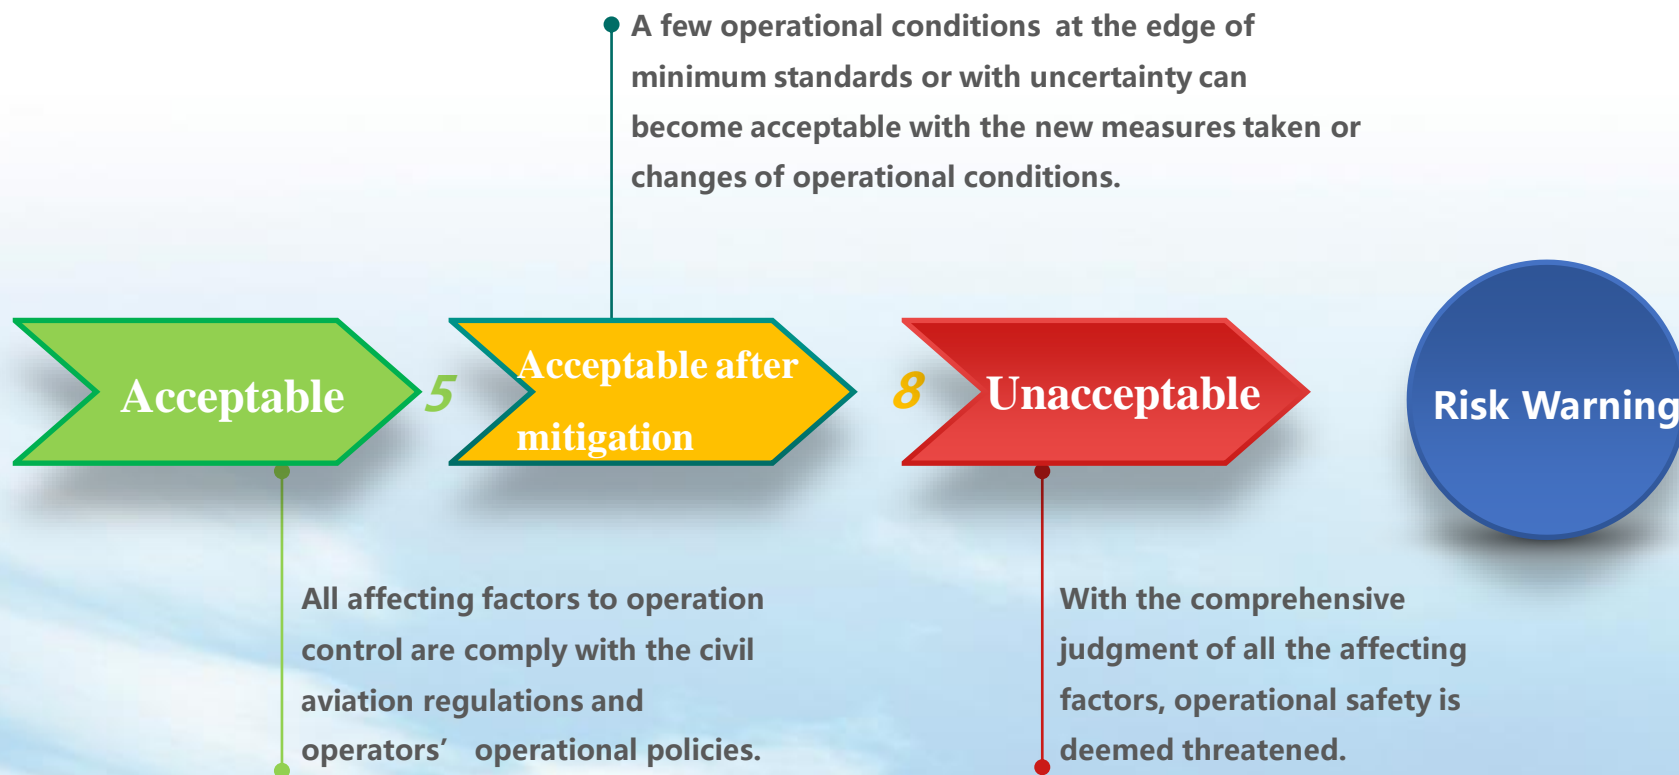 A few operational conditions at the edge of
minimum standards or with uncertainty can
become acceptable with the new measures taken or
changes of operational conditions.
Acceptable
5
Acceptable after
mitigation
8
Unacceptable
Risk Warning
All affecting factors to operation
control are comply with the civil
aviation regulations and
operators’ operational policies.
With the comprehensive
judgment of all the affecting
factors, operational safety is
deemed threatened.